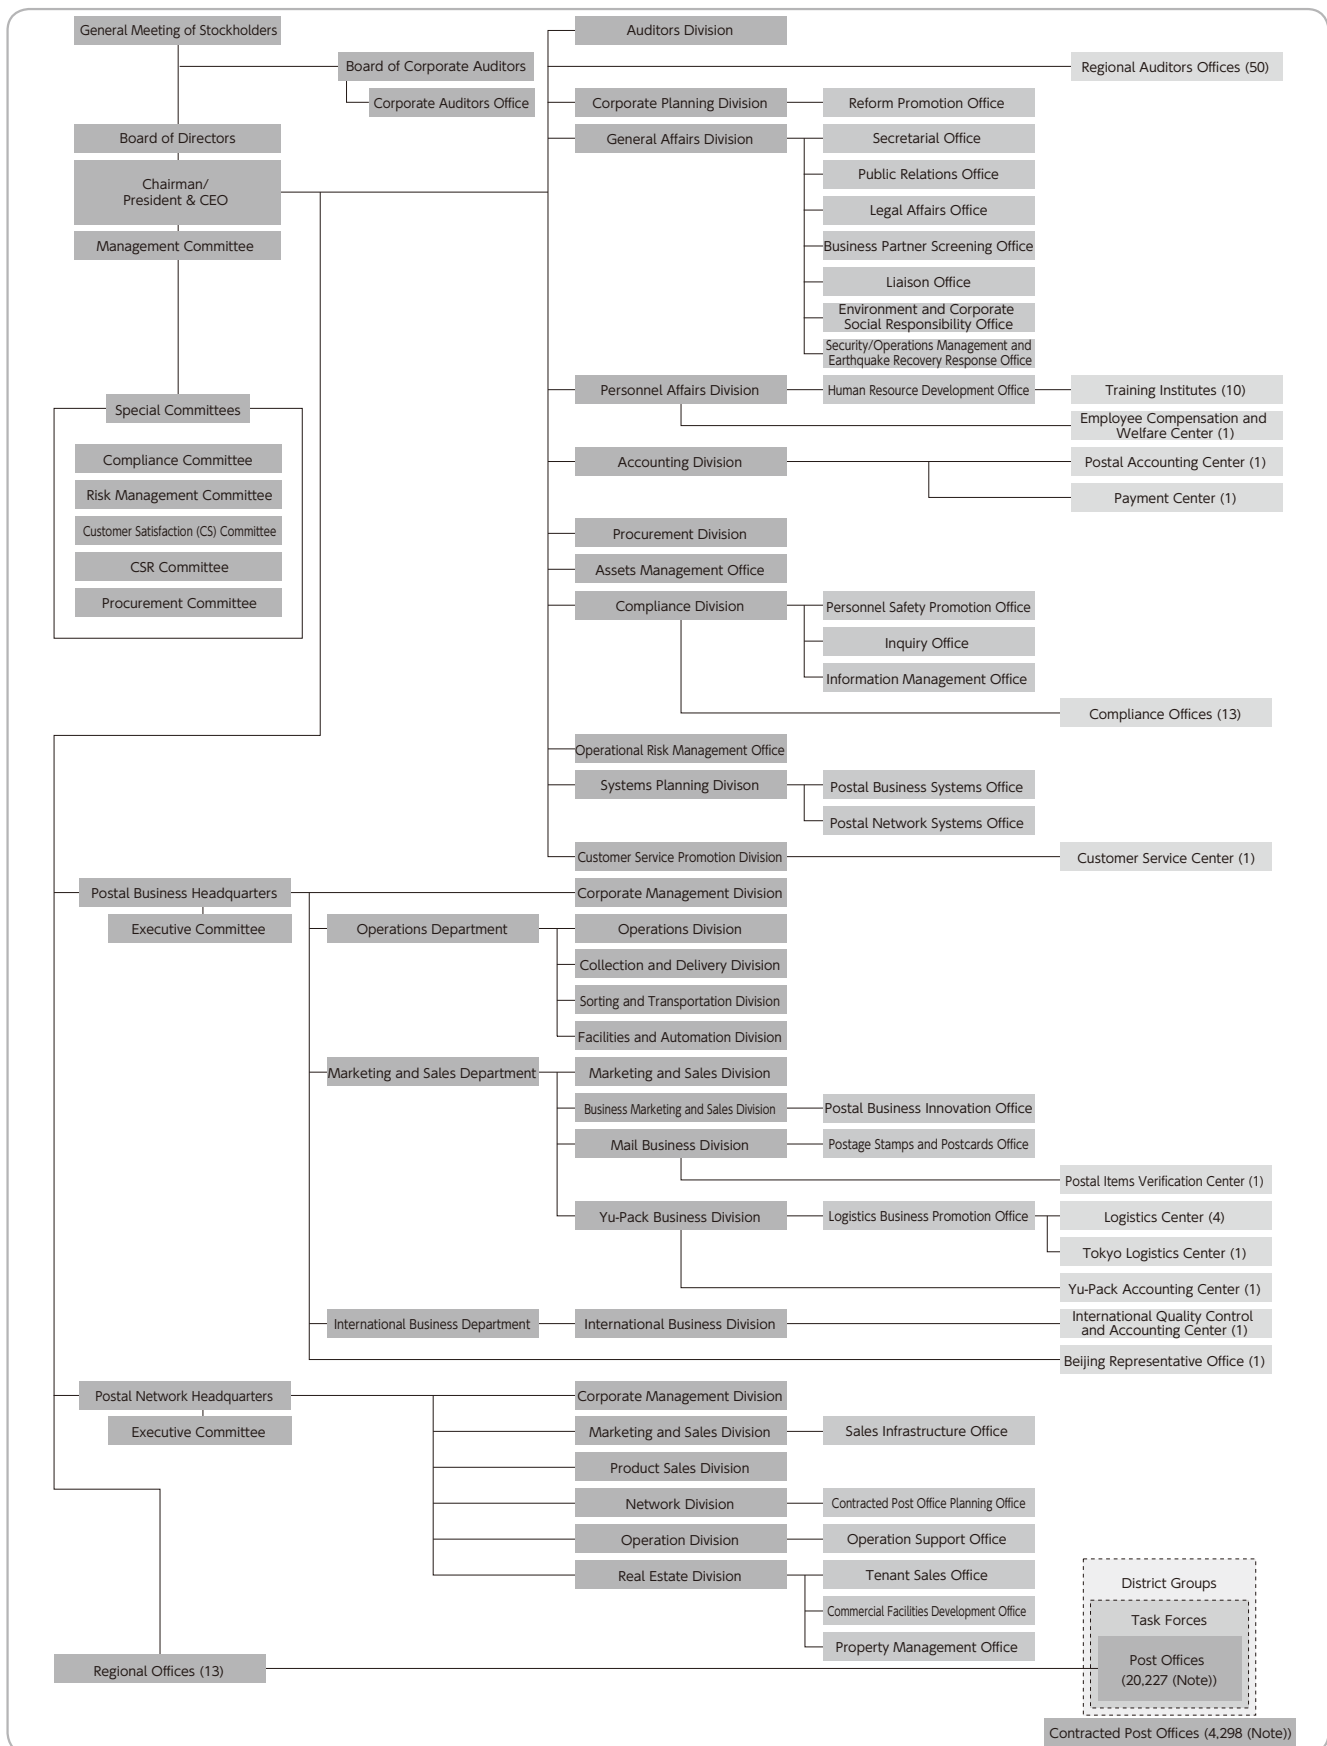 General Meeting of Stockholders
Board of Corporate Auditors
Corporate Auditors Office
Board of Directors
Chairman/
President & CEO
Management Committee
Special Committees
Compliance Committee
Risk Management Committee
Customer Satisfaction (CS) Committee
CSR Committee
Procurement Committee
Auditors Division
Regional Auditors Offices (50)
Corporate Planning Division
Reform Promotion Office
General Affairs Division
Secretarial Office
Public Relations Office
Legal Affairs Office
Business Partner Screening Office
Liaison Office
Environment and Corporate
Social Responsibility Office
Security/Operations Management and
Earthquake Recovery Response Office
Personnel Affairs Division
Human Resource Development Office
Training Institutes (10)
Employee Compensation and
Welfare Center (1)
Accounting Division
Postal Accounting Center (1)
Payment Center (1)
Procurement Division
Assets Management Office
Compliance Division
Personnel Safety Promotion Office
Inquiry Office
Information Management Office
Compliance Offices (13)
Operational Risk Management Office
Systems Planning Divison
Postal Business Systems Office
Postal Network Systems Office
Customer Service Promotion Division
Customer Service Center (1)
Postal Business Headquarters
Executive Committee
Corporate Management Division
Operations Department
Operations Division
Collection and Delivery Division
Sorting and Transportation Division
Facilities and Automation Division
Marketing and Sales Department
Marketing and Sales Division
Business Marketing and Sales Division
Postal Business Innovation Office
Mail Business Division
Postage Stamps and Postcards Office
Postal Items Verification Center (1)
Yu-Pack Business Division
Logistics Business Promotion Office
Logistics Center (4)
Tokyo Logistics Center (1)
Yu-Pack Accounting Center (1)
International Business Department
International Business Division
International Quality Control
and Accounting Center (1)
Beijing Representative Office (1)
Postal Network Headquarters
Executive Committee
Corporate Management Division
Marketing and Sales Division
Sales Infrastructure Office
Product Sales Division
Network Division
Contracted Post Office Planning Office
Operation Division
Operation Support Office
Real Estate Division
Tenant Sales Office
Commercial Facilities Development Office
Property Management Office
Regional Offices (13)
District Groups
Task Forces
Post Offices
(20,227 (Note))
Contracted Post Offices (4,298 (Note))